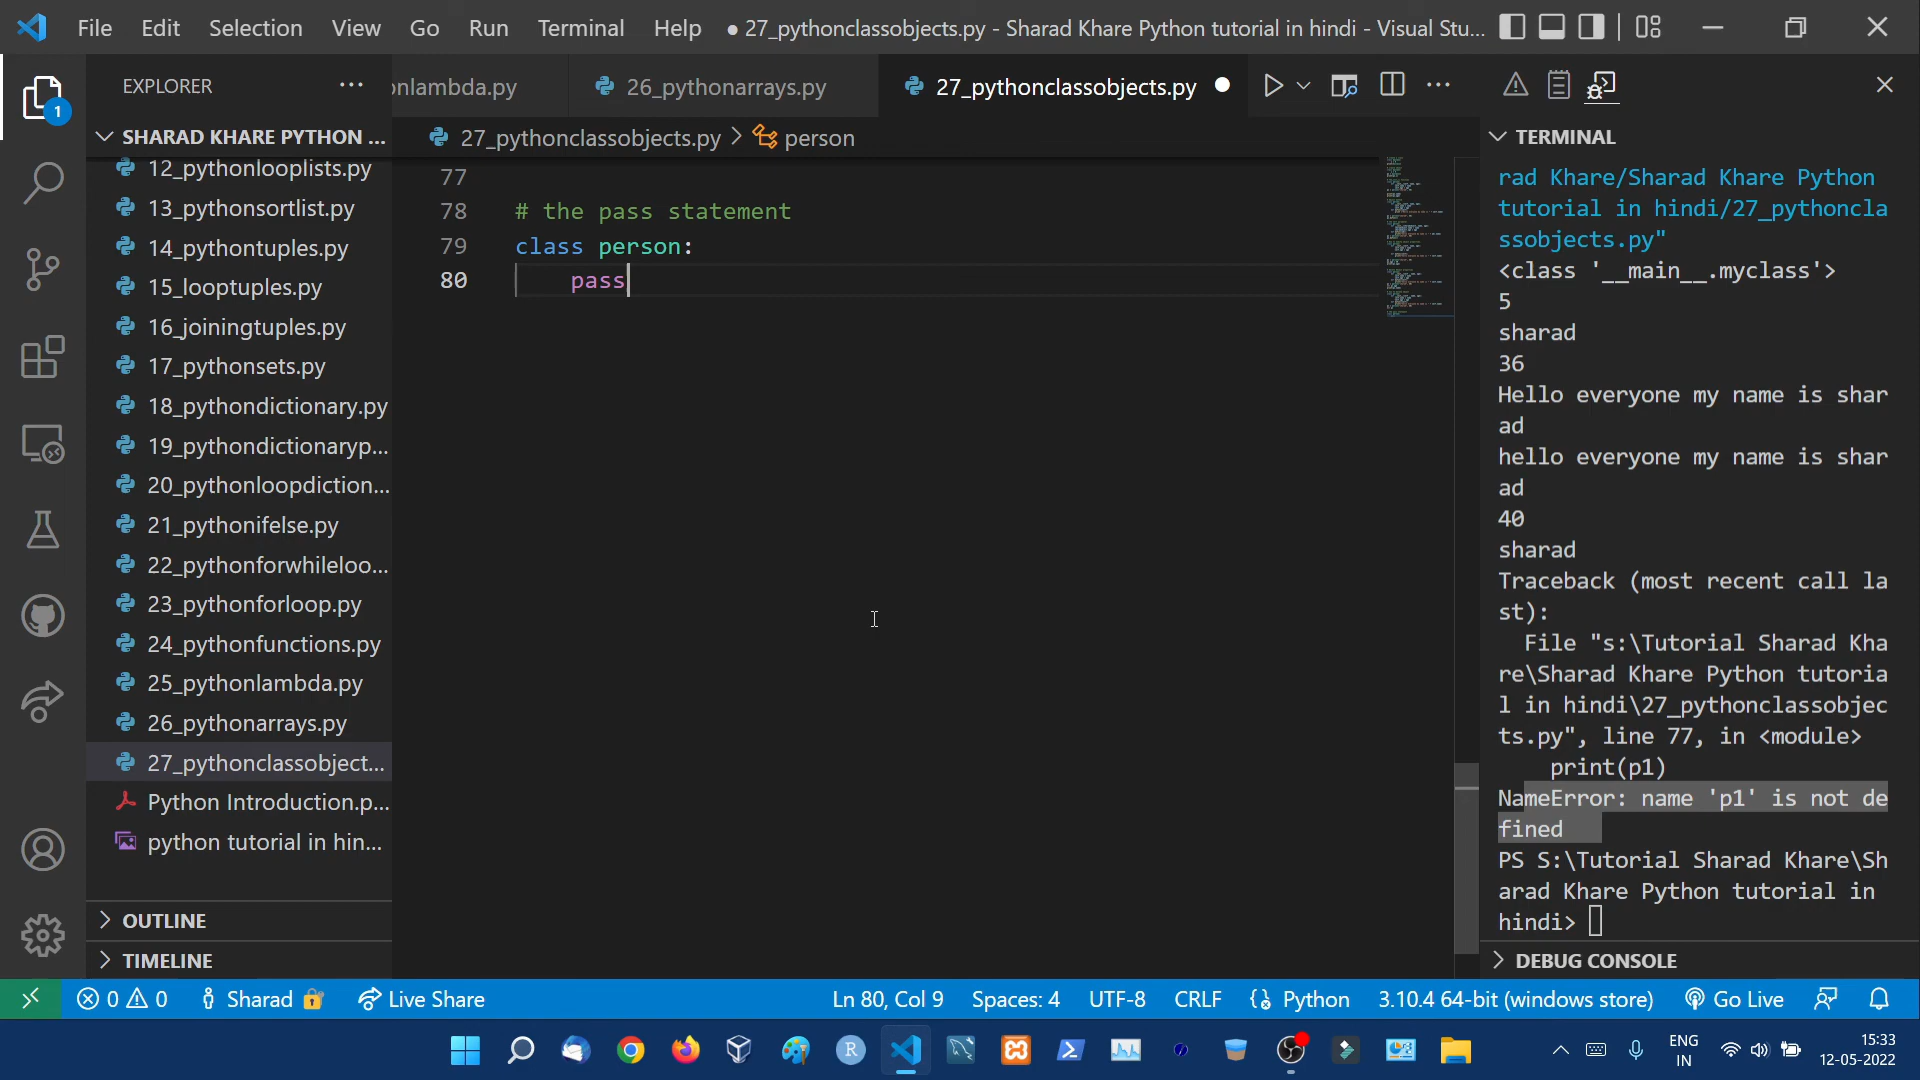 File Edit Selection View Go Run Terminal Help ● 27_pythonclassobjects.py - Sharad Khare Python tutorial in hindi - Visual Stu...
EXPLORER ...
onlambda.py
26_pythonarrays.py
27_pythonclassobjects.py
1
SHARAD KHARE PYTHON ...
27_pythonclassobjects.py > person
12_pythonlooplists.py
13_pythonsortlist.py
14_pythontuples.py
15_looptuples.py
16_joiningtuples.py
17_pythonsets.py
18_pythondictionary.py
19_pythondictionaryp...
20_pythonloopdiction...
21_pythonifelse.py
22_pythonforwhileloo...
23_pythonforloop.py
24_pythonfunctions.py
25_pythonlambda.py
26_pythonarrays.py
27_pythonclassobject...
Python Introduction.p...
python tutorial in hin...
OUTLINE
TIMELINE
77
78 # the pass statement
79 class person:
80 pass
TERMINAL
rad Khare/Sharad Khare Python
tutorial in hindi/27_pythoncla
ssobjects.py"
<class '__main__.myclass'>
5
sharad
36
Hello everyone my name is shar
ad
hello everyone my name is shar
ad
40
sharad
Traceback (most recent call la
st):
File "s:\Tutorial Sharad Kha
re\Sharad Khare Python tutoria
l in hindi\27_pythonclassobjec
ts.py", line 77, in <module>
print(p1)
NameError: name 'p1' is not de
fined
PS S:\Tutorial Sharad Khare\Sh
arad Khare Python tutorial in
hindi>
DEBUG CONSOLE
0 0 Sharad Live Share Ln 80, Col 9 Spaces: 4 UTF-8 CRLF Python 3.10.4 64-bit (windows store) Go Live
R
ENG
IN
15:33
12-05-2022